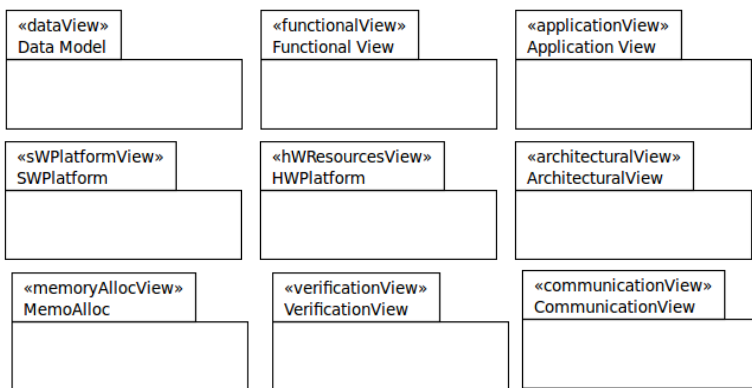 «dataView»
Data Model
«functionalView»
Functional View
«applicationView»
Application View
«sWPlatformView»
SWPlatform
«hWResourcesView»
HWPlatform
«architecturalView»
ArchitecturalView
«memoryAllocView»
MemoAlloc
«verificationView»
VerificationView
«communicationView»
CommunicationView